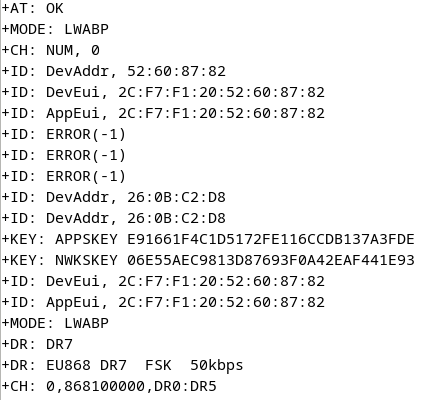 +AT: OK
+MODE: LWABP
+CH: NUM, 0
+ID: DevAddr, 52:60:87:82
+ID: DevEui, 2C:F7:F1:20:52:60:87:82
+ID: AppEui, 2C:F7:F1:20:52:60:87:82
+ID: ERROR(-1)
+ID: ERROR(-1)
+ID: ERROR(-1)
+ID: DevAddr, 26:0B:C2:D8
+ID: DevAddr, 26:0B:C2:D8
+KEY: APPSKEY E91661F4C1D5172FE116CCDB137A3FDE
+KEY: NWKSKEY 06E55AEC9813D87693F0A42EAF441E93
+ID: DevEui, 2C:F7:F1:20:52:60:87:82
+ID: AppEui, 2C:F7:F1:20:52:60:87:82
+MODE: LWABP
+DR: DR7
+DR: EU868 DR7  FSK  50kbps
+CH: 0,868100000,DR0:DR5